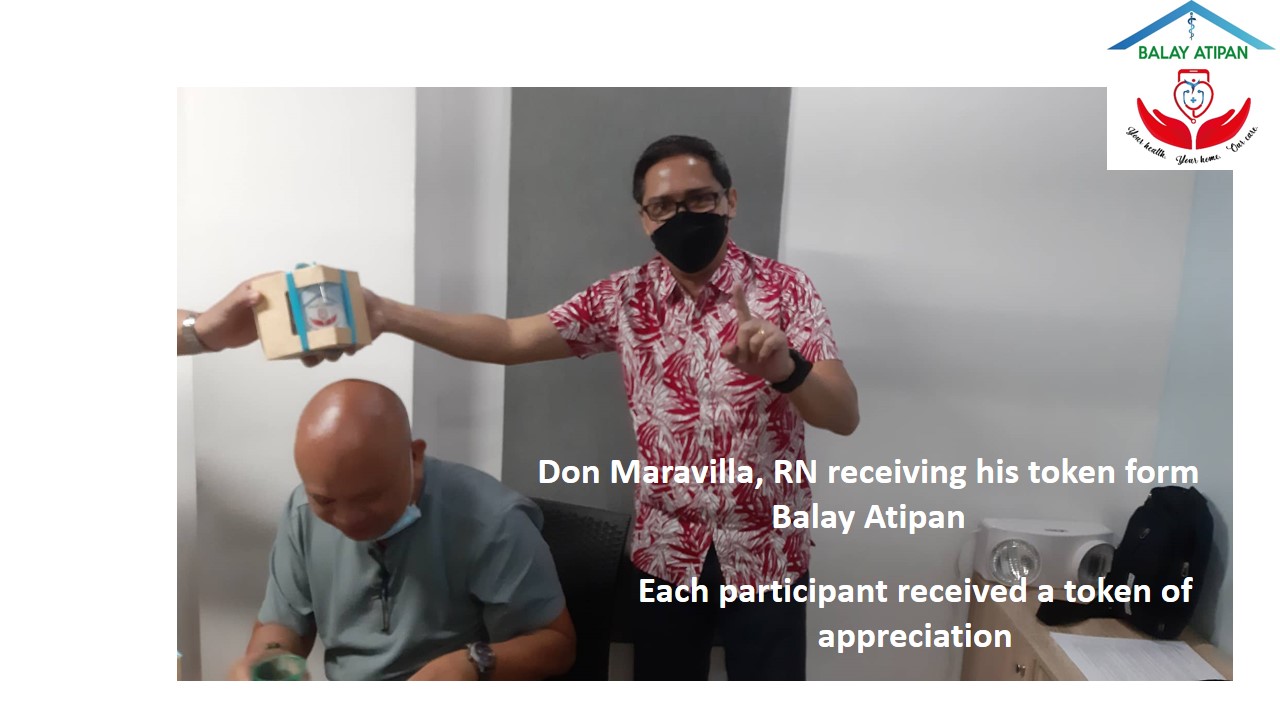 BALAY ATIPAN
Your health. Your home. Our care.
Don Maravilla, RN receiving his token form
Balay Atipan
Each participant received a token of
appreciation